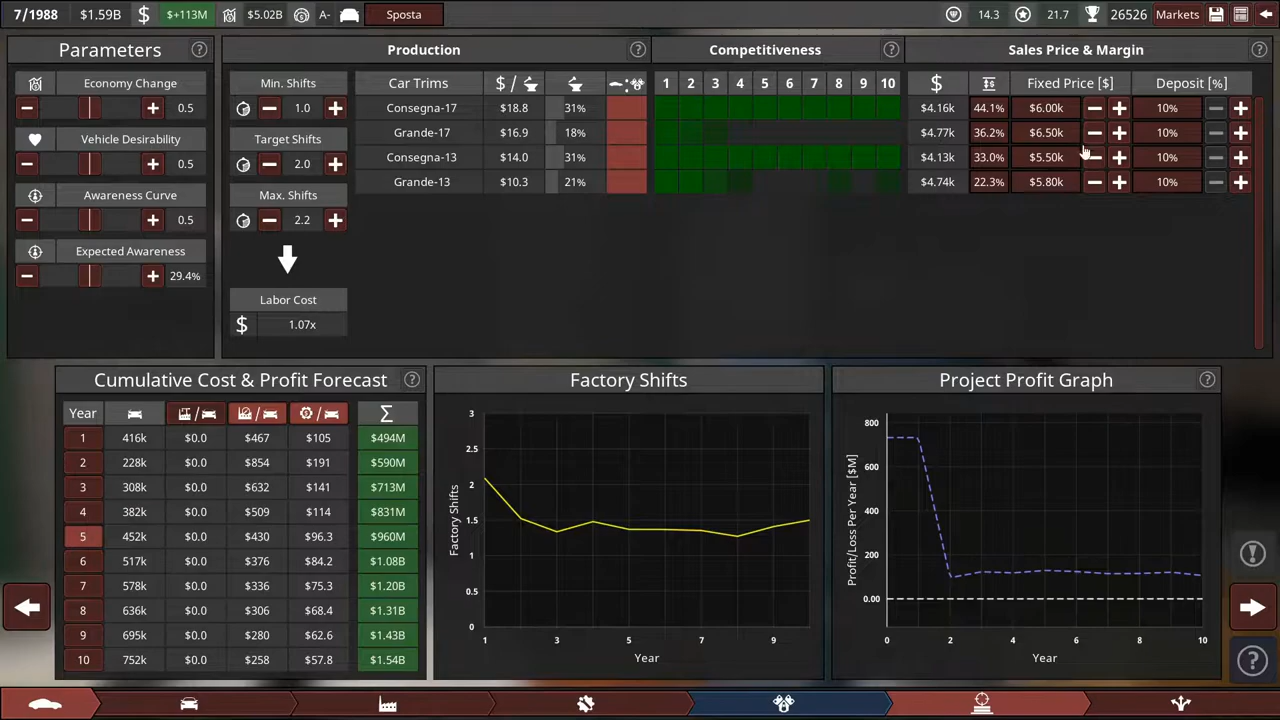 7/1988 $1.59B $ $+113M $5.02B A- Sposta 14.3 21.7 26526 Markets
Parameters ?
Economy Change
0.5
Vehicle Desirability
0.5
Awareness Curve
0.5
Expected Awareness
29.4%
Production ? Competitiveness ? Sales Price & Margin ?
Min. Shifts
1.0
Target Shifts
2.0
Max. Shifts
2.2
Labor Cost
$ 1.07x
Car Trims $ / 1 2 3 4 5 6 7 8 9 10 $ Fixed Price [$] Deposit [%]
Consegna-17 $18.8 31% $4.16k 44.1% $6.00k 10%
Grande-17 $16.9 18% $4.77k 36.2% $6.50k 10%
Consegna-13 $14.0 31% $4.13k 33.0% $5.50k 10%
Grande-13 $10.3 21% $4.74k 22.3% $5.80k 10%
Cumulative Cost & Profit Forecast ?
Year Σ
1 416k $0.0 $467 $105 $494M
2 228k $0.0 $854 $191 $590M
3 308k $0.0 $632 $141 $713M
4 382k $0.0 $509 $114 $831M
5 452k $0.0 $430 $96.3 $960M
6 517k $0.0 $376 $84.2 $1.08B
7 578k $0.0 $336 $75.3 $1.20B
8 636k $0.0 $306 $68.4 $1.31B
9 695k $0.0 $280 $62.6 $1.43B
10 752k $0.0 $258 $57.8 $1.54B
Factory Shifts
Factory Shifts
3
2.5
2
1.5
1
0.5
0
1 3 5 7 9
Year
Project Profit Graph ?
Profit/Loss Per Year [$M]
800
600
400
200
0.00
0 2 4 6 8 10
Year
?